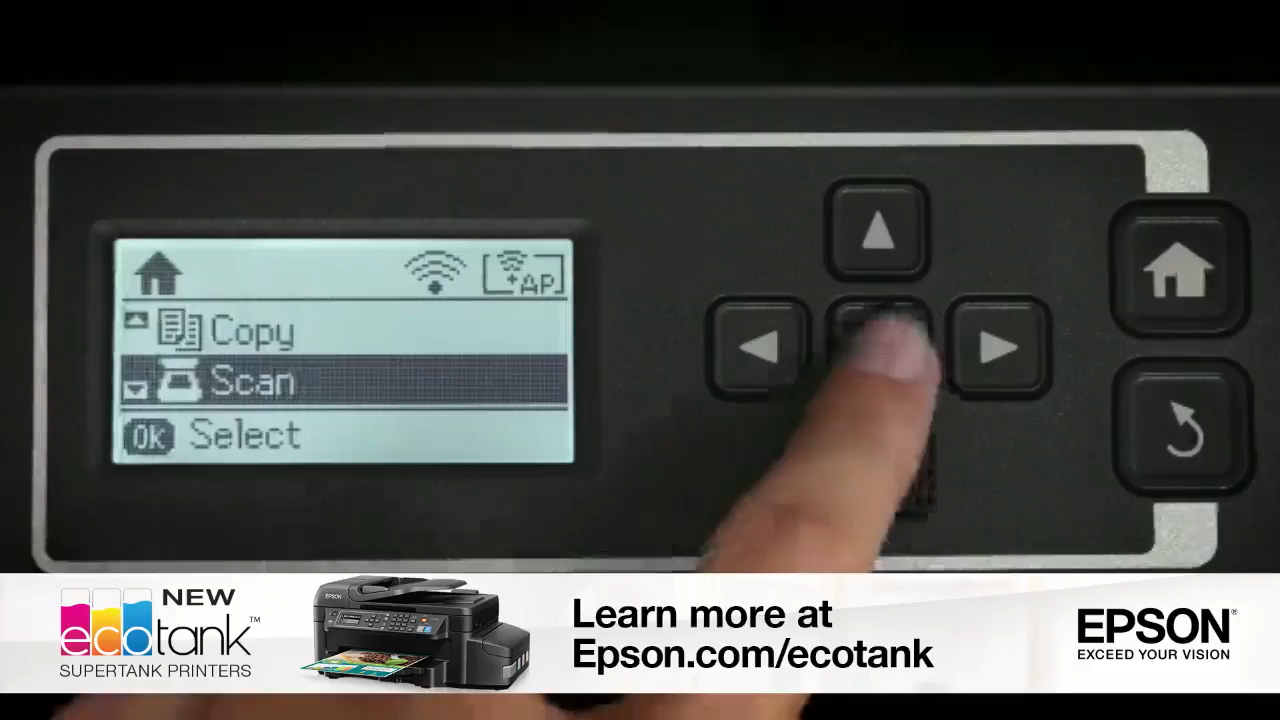 AP
Copy
Scan
OK Select
NEW
ecotank™
SUPERTANK PRINTERS
EPSON
Learn more at
Epson.com/ecotank
EPSON®
EXCEED YOUR VISION